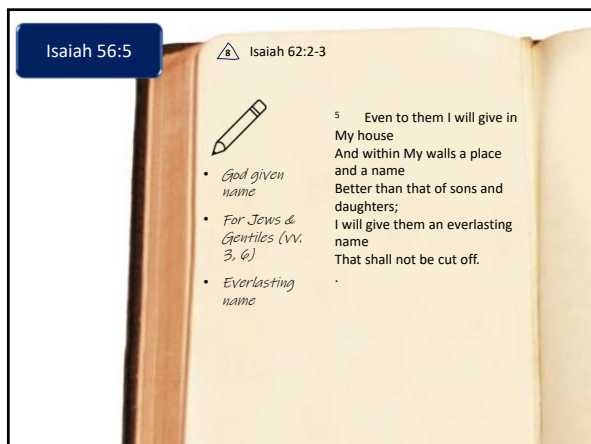 Isaiah 56:5
8 Isaiah 62:2-3
• God given
name
• For Jews &
Gentiles (vv.
3, 6)
• Everlasting
name
5 Even to them I will give in
My house
And within My walls a place
and a name
Better than that of sons and
daughters;
I will give them an everlasting
name
That shall not be cut off.
.